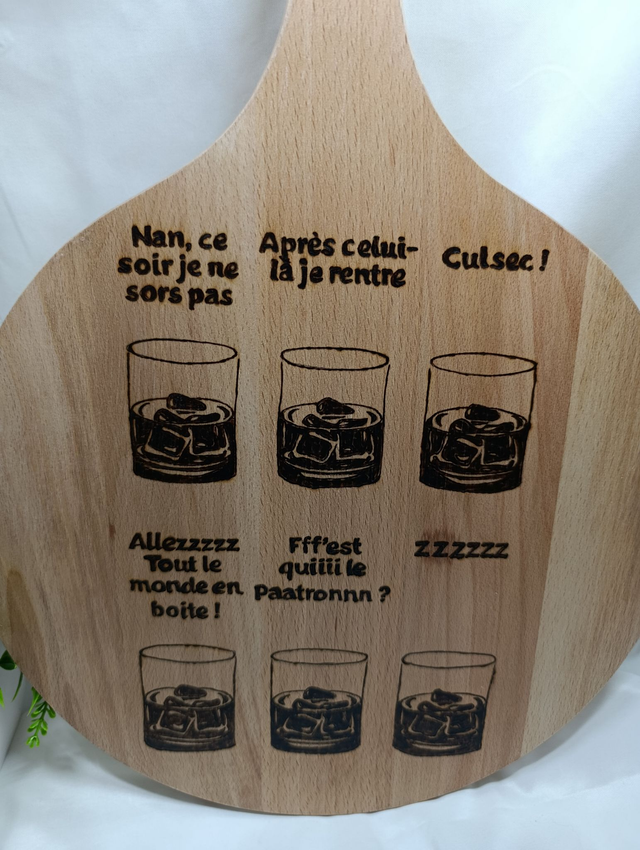 Nan, ce
soir je ne
sors pas
Après celui-
là je rentre
Culsec !
Allezzzzz
Tout le
monde en
boite !
Fff'est
quiiii le
Paatronnn ?
zzzzzz